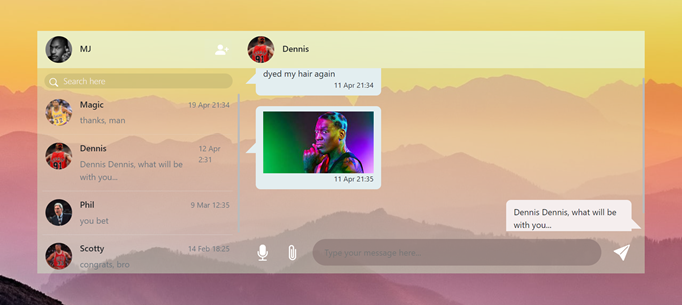 MJ
Search here
Magic
19 Apr 21:34
thanks, man
Dennis
12 Apr
2:31
Dennis Dennis, what will be
with you...
Phil
9 Mar 12:35
you bet
Scotty
14 Feb 18:25
congrats, bro
Dennis
dyed my hair again
11 Apr 21:34
11 Apr 21:35
Dennis Dennis, what will be
with you...
Type your message here...